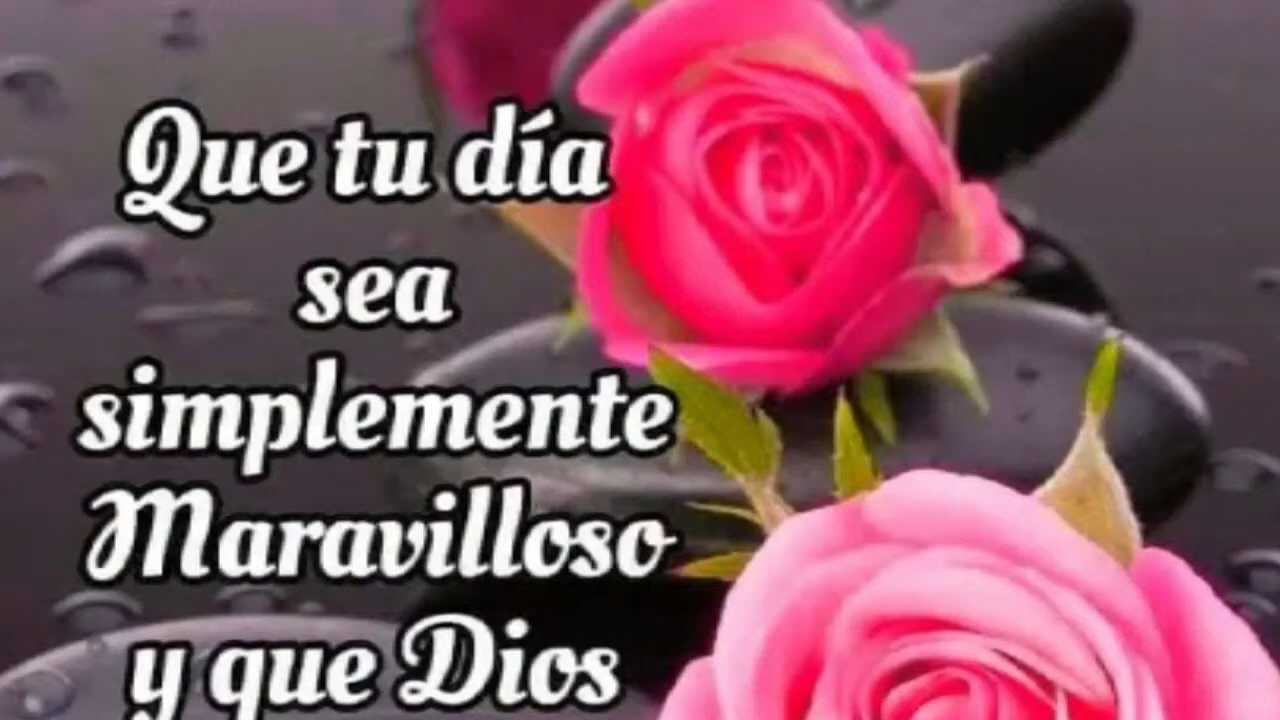 Que tu día
sea
simplemente
Maravilloso
y que Dios